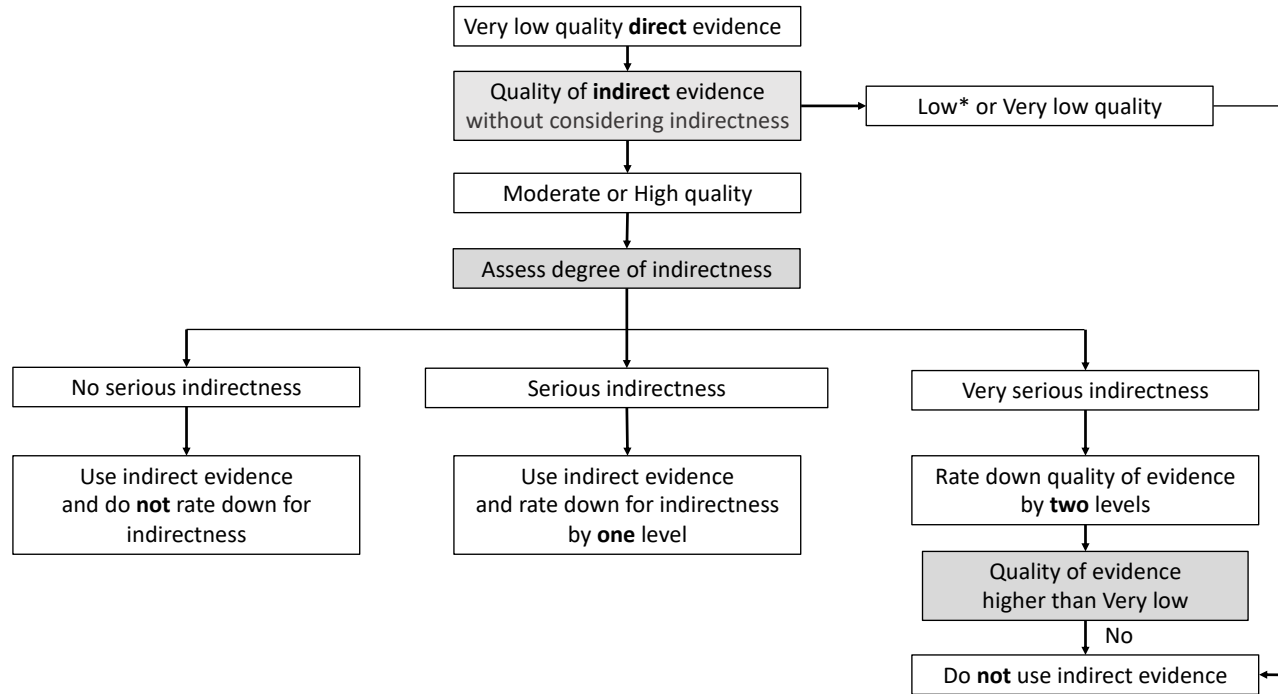 Very low quality direct evidence
Quality of indirect evidence
without considering indirectness
Low* or Very low quality
Moderate or High quality
Assess degree of indirectness
No serious indirectness
Serious indirectness
Very serious indirectness
Use indirect evidence
and do not rate down for
indirectness
Use indirect evidence
and rate down for indirectness
by one level
Rate down quality of evidence
by two levels
Quality of evidence
higher than Very low
No
Do not use indirect evidence